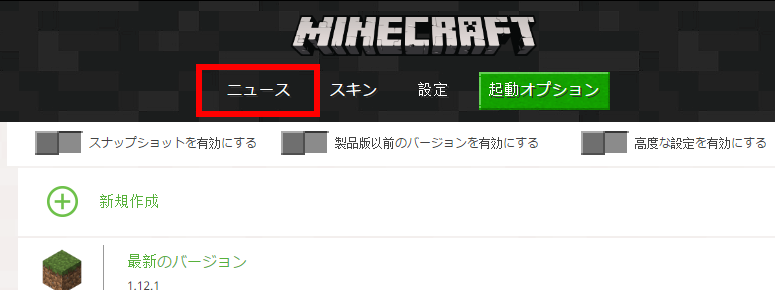 MINECRAFT
ニュース スキン 設定 起動オプション
スナップショットを有効にする 製品版以前のバージョンを有効にする 高度な設定を有効にする
新規作成
最新のバージョン
1.12.1